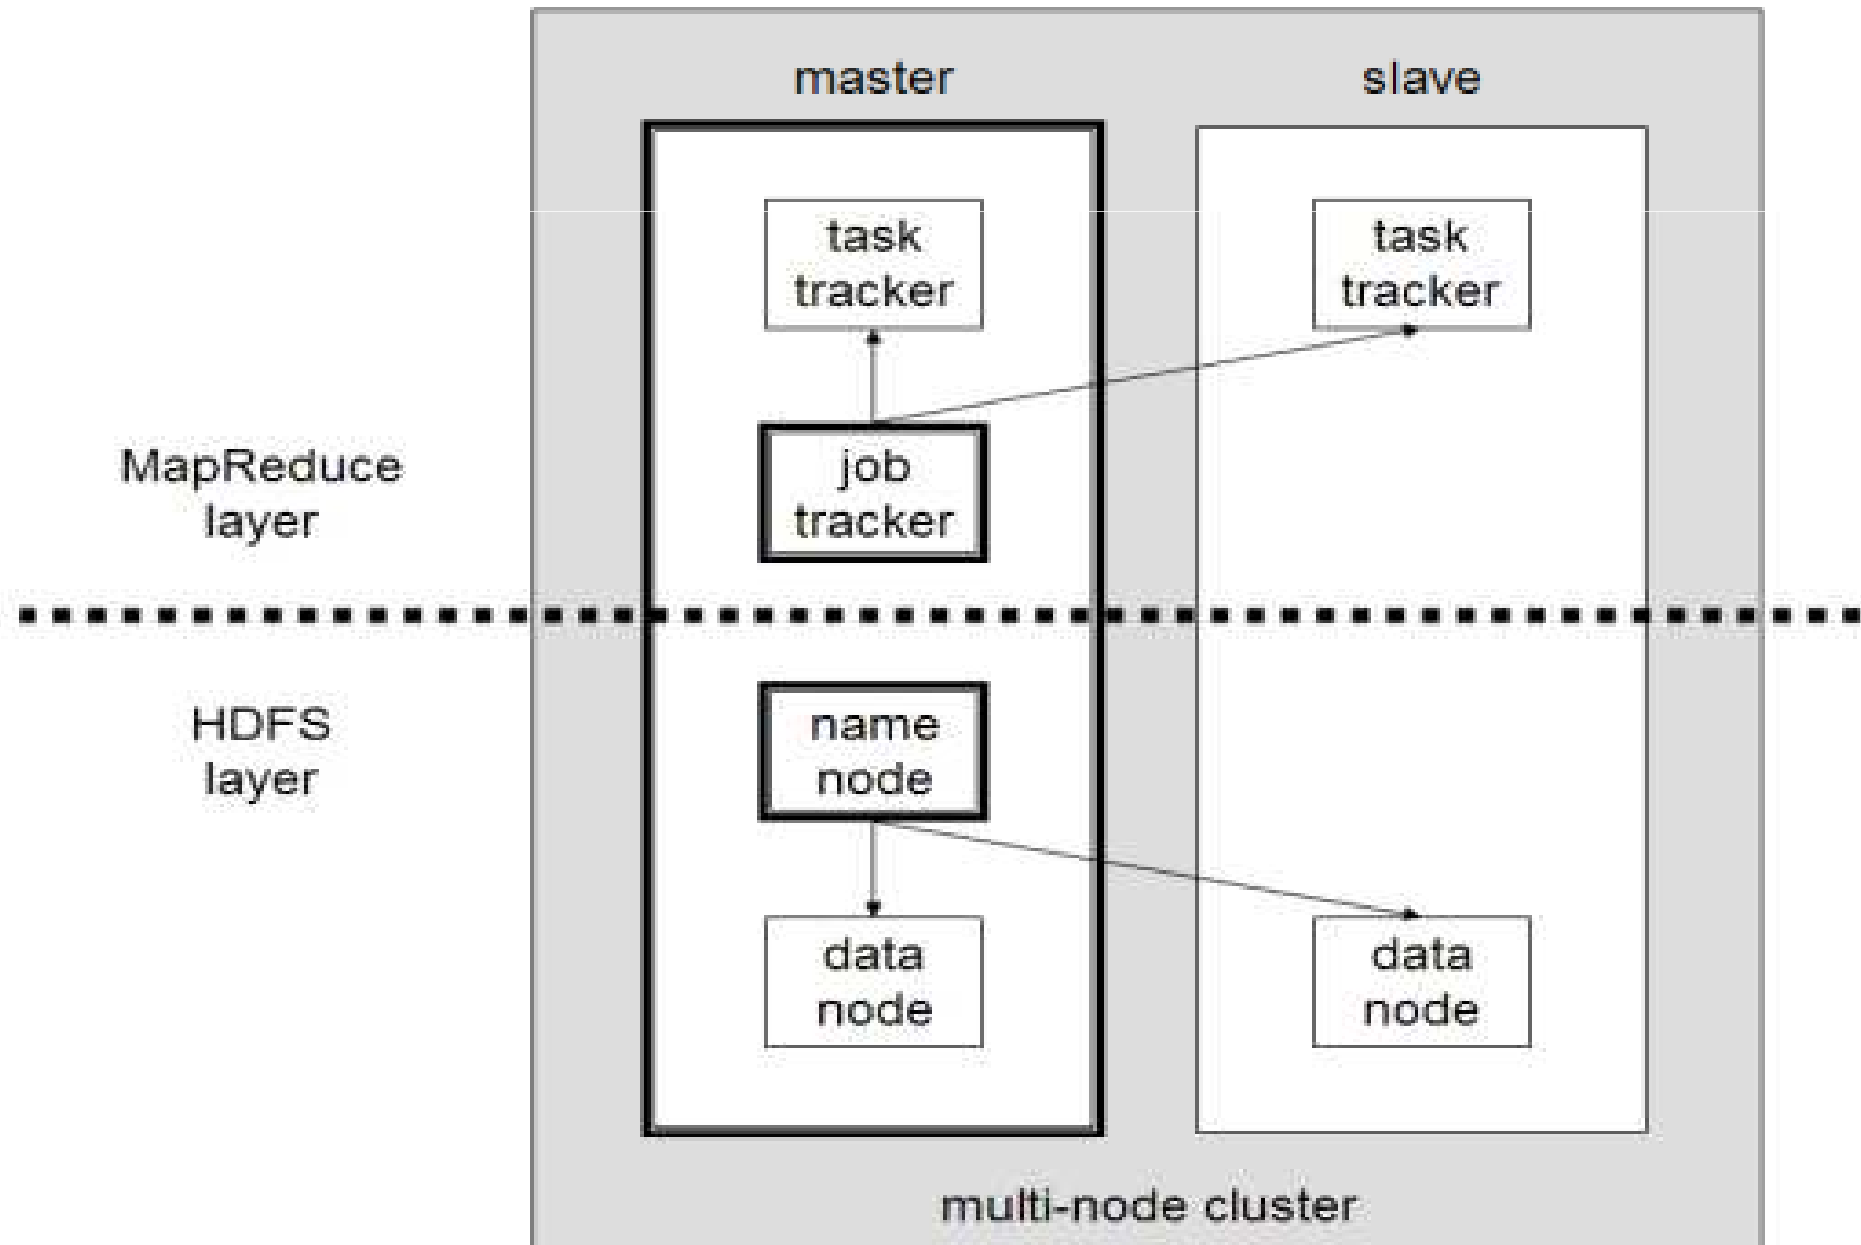 master
slave
task
tracker
task
tracker
MapReduce
layer
job
tracker
HDFS
layer
name
node
data
node
data
node
multi-node cluster